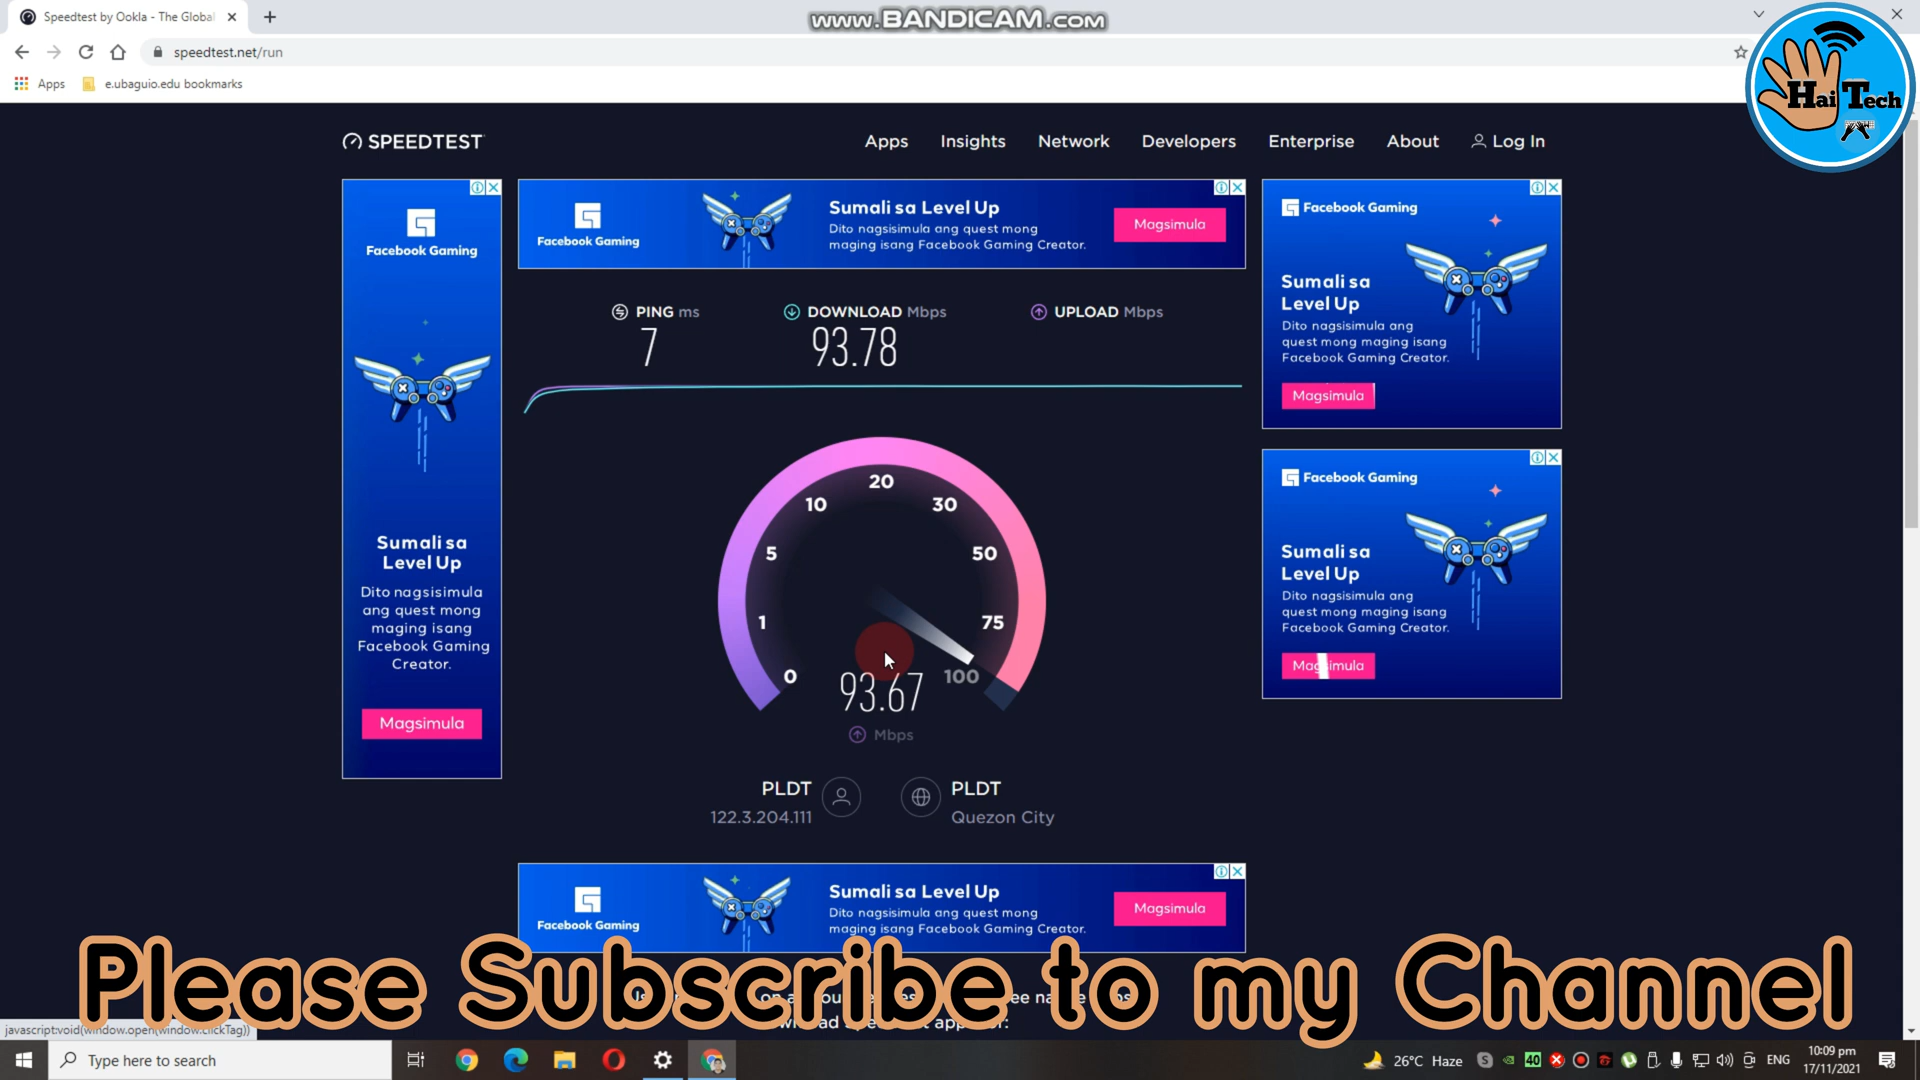 Speedtest by Ookla - The Global
www.BANDICAM.com
speedtest.net/run
Apps
e.ubaguio.edu bookmarks
Hai Tech
SPEEDTEST
Apps Insights Network Developers Enterprise About Log In
Facebook Gaming
Sumali sa
Level Up
Dito nagsisimula
ang quest mong
maging isang
Facebook Gaming
Creator.
Magsimula
Facebook Gaming
Sumali sa Level Up
Dito nagsisimula ang quest mong
maging isang Facebook Gaming Creator.
Magsimula
Facebook Gaming
Sumali sa
Level Up
Dito nagsisimula ang
quest mong maging isang
Facebook Gaming Creator.
Magsimula
PING ms
7
DOWNLOAD Mbps
93.78
UPLOAD Mbps
0
1
5
10
20
30
50
75
100
93.67
Mbps
Facebook Gaming
Sumali sa
Level Up
Dito nagsisimula ang
quest mong maging isang
Facebook Gaming Creator.
Magsimula
PLDT
122.3.204.111
PLDT
Quezon City
Facebook Gaming
Sumali sa Level Up
Dito nagsisimula ang quest mong
maging isang Facebook Gaming Creator.
Magsimula
Please Subscribe to my Channel
javascript:void(window.open(window.clickTag))
Type here to search
26°C Haze
40
ENG
10:09 pm
17/11/2021